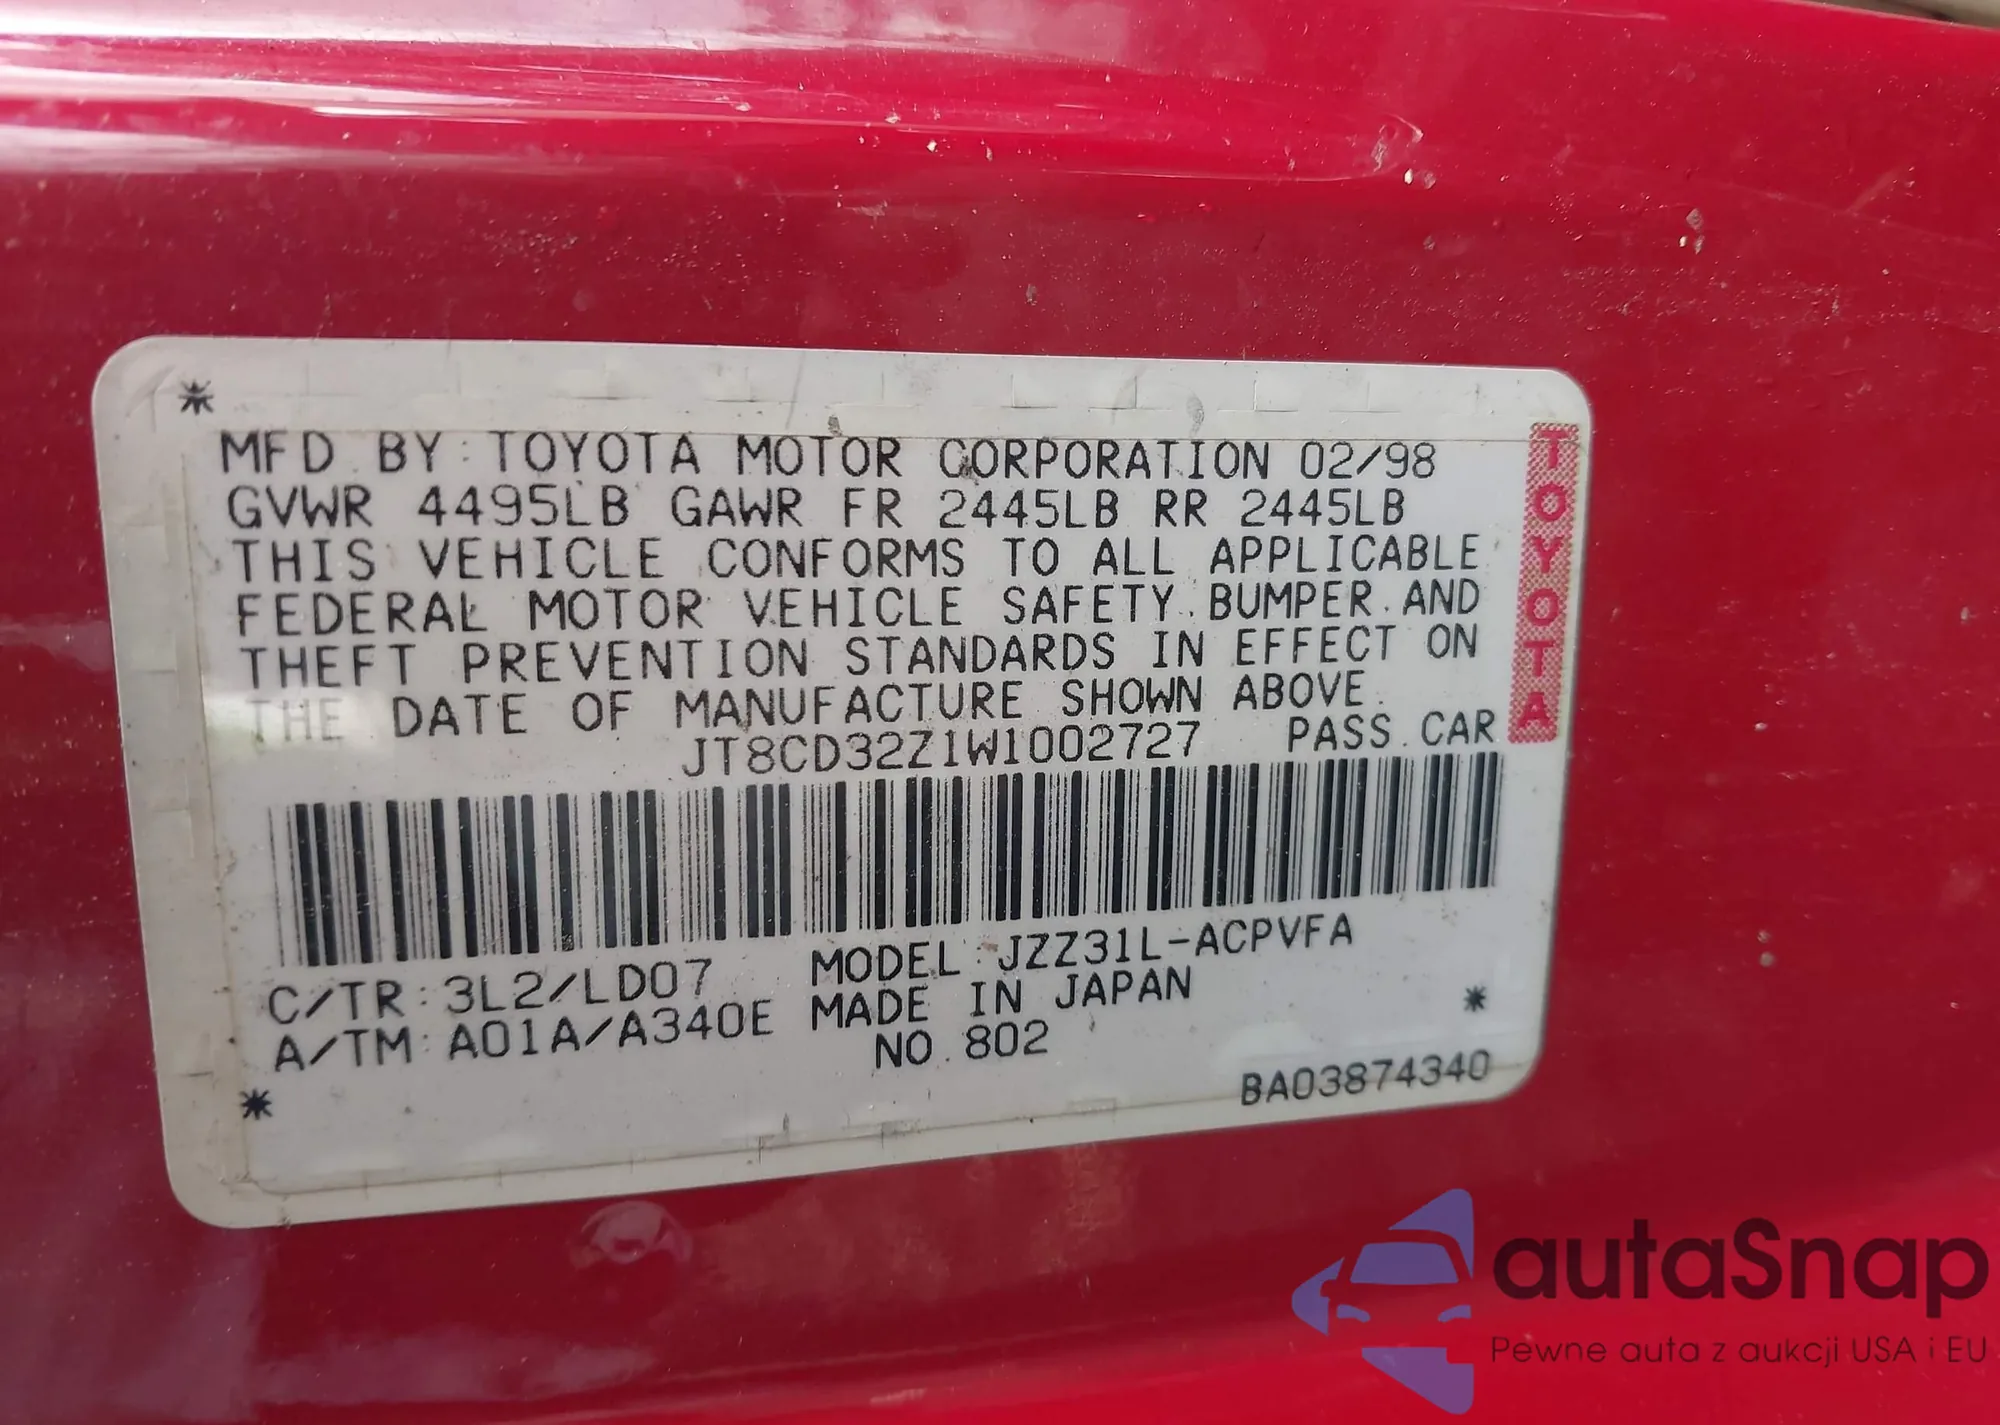 MFD. BY: TOYOTA MOTOR CORPORATION 02/98
GVWR 4495LB GAWR FR 2445LB RR 2445LB
THIS VEHICLE CONFORMS TO ALL APPLICABLE
FEDERAL MOTOR VEHICLE SAFETY, BUMPER, AND
THEFT PREVENTION STANDARDS IN EFFECT ON
THE DATE OF MANUFACTURE SHOWN ABOVE.
JT8CD32Z1W1002727 PASS. CAR
TOYOTA
C/TR: 3L2/LD07 MODEL: JZZ31L-ACPVFA
A/TM: A01A/A340E MADE IN JAPAN
NO. 802
BA03874340
autaSnap
Pewne auta z aukcji USA i EU